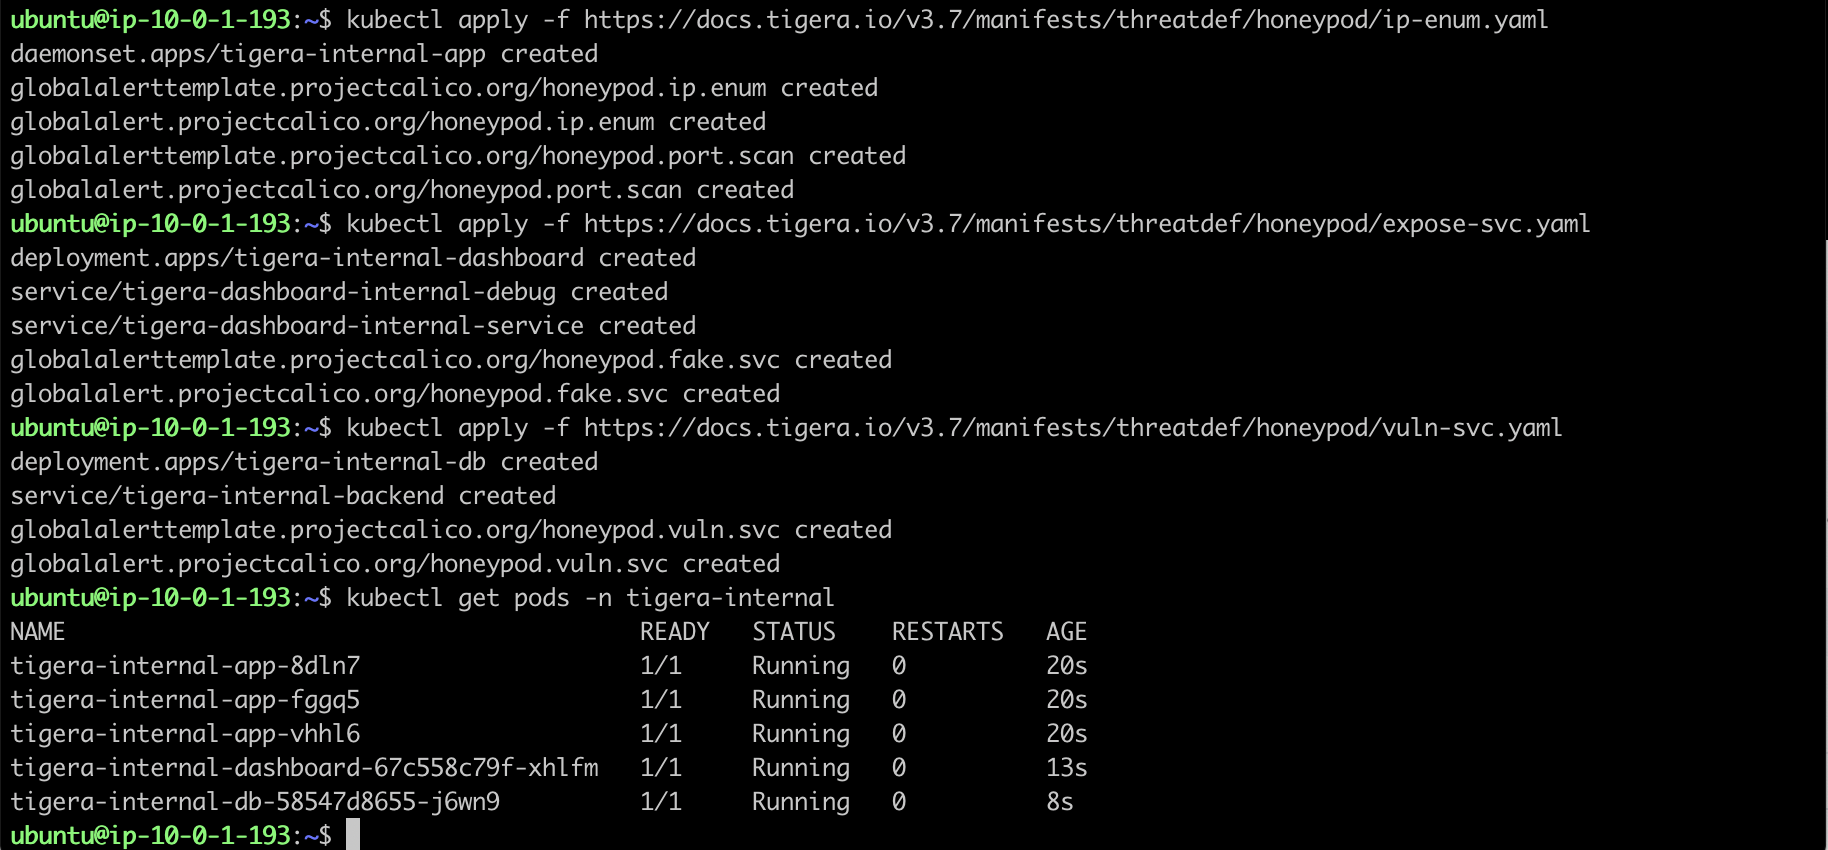 ubuntu@ip-10-0-1-193:~$ kubectl apply -f https://docs.tigera.io/v3.7/manifests/threatdef/honeypod/ip-enum.yaml
daemonset.apps/tigera-internal-app created
globalalerttemplate.projectcalico.org/honeypod.ip.enum created
globalalert.projectcalico.org/honeypod.ip.enum created
globalalerttemplate.projectcalico.org/honeypod.port.scan created
globalalert.projectcalico.org/honeypod.port.scan created
ubuntu@ip-10-0-1-193:~$ kubectl apply -f https://docs.tigera.io/v3.7/manifests/threatdef/honeypod/expose-svc.yaml
deployment.apps/tigera-internal-dashboard created
service/tigera-dashboard-internal-debug created
service/tigera-dashboard-internal-service created
globalalerttemplate.projectcalico.org/honeypod.fake.svc created
globalalert.projectcalico.org/honeypod.fake.svc created
ubuntu@ip-10-0-1-193:~$ kubectl apply -f https://docs.tigera.io/v3.7/manifests/threatdef/honeypod/vuln-svc.yaml
deployment.apps/tigera-internal-db created
service/tigera-internal-backend created
globalalerttemplate.projectcalico.org/honeypod.vuln.svc created
globalalert.projectcalico.org/honeypod.vuln.svc created
ubuntu@ip-10-0-1-193:~$ kubectl get pods -n tigera-internal
NAME                                         READY   STATUS    RESTARTS   AGE
tigera-internal-app-8dln7                    1/1     Running   0          20s
tigera-internal-app-fggq5                    1/1     Running   0          20s
tigera-internal-app-vhhl6                    1/1     Running   0          20s
tigera-internal-dashboard-67c558c79f-xhlfm   1/1     Running   0          13s
tigera-internal-db-58547d8655-j6wn9          1/1     Running   0          8s
ubuntu@ip-10-0-1-193:~$